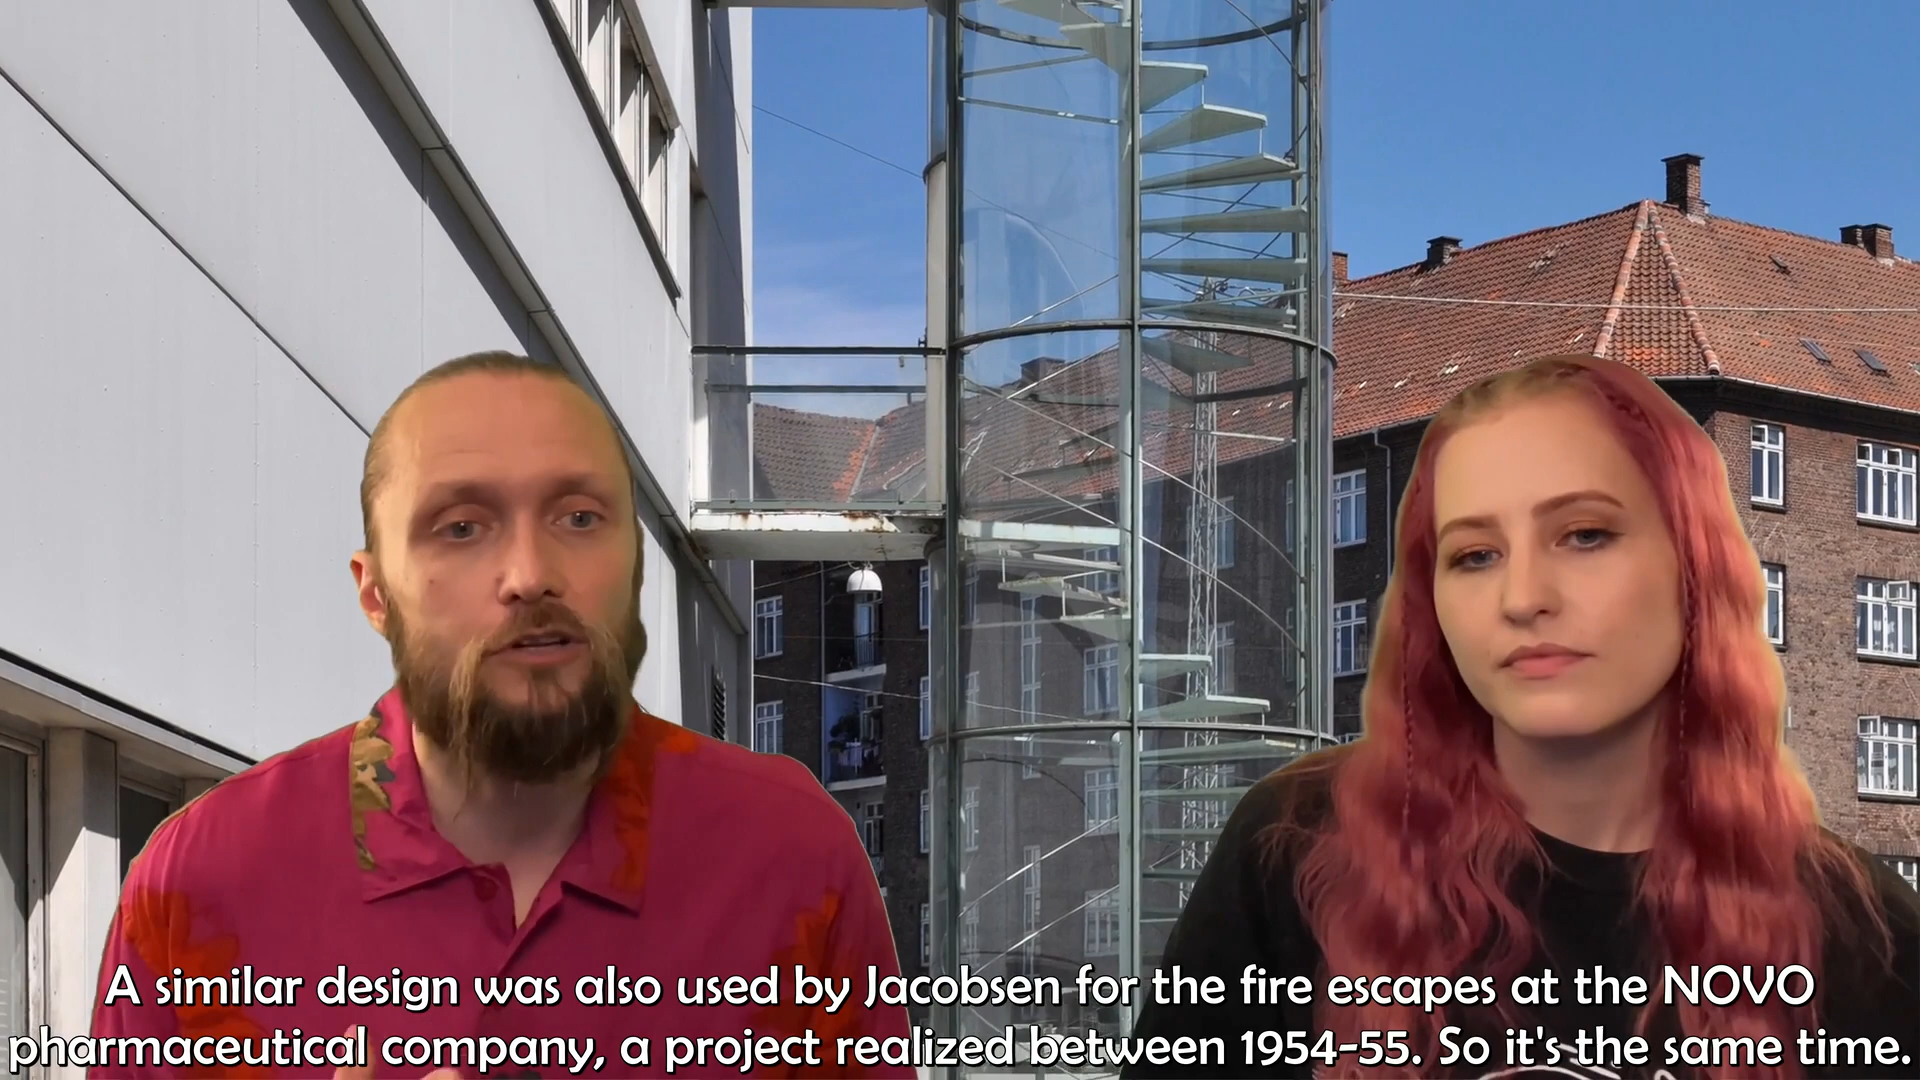 A similar design was also used by Jacobsen for the fire escapes at the NOVO
pharmaceutical company, a project realized between 1954-55. So it's the same time.